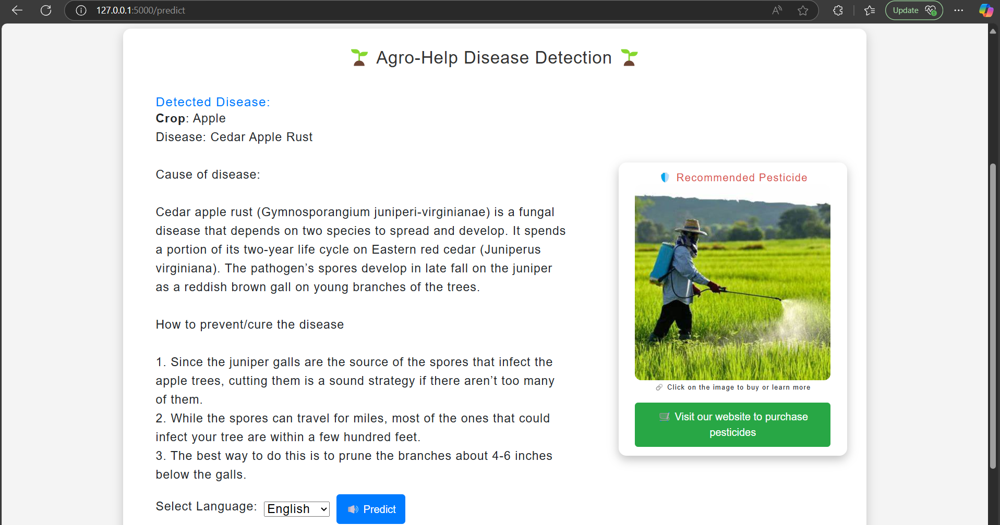 127.0.0.1:5000/predict
Update
Agro-Help Disease Detection
Detected Disease:
Crop: Apple
Disease: Cedar Apple Rust
Cause of disease:
Cedar apple rust (Gymnosporangium juniperi-virginianae) is a fungal
disease that depends on two species to spread and develop. It spends
a portion of its two-year life cycle on Eastern red cedar (Juniperus
virginiana). The pathogen’s spores develop in late fall on the juniper
as a reddish brown gall on young branches of the trees.
How to prevent/cure the disease
1. Since the juniper galls are the source of the spores that infect the
apple trees, cutting them is a sound strategy if there aren’t too many
of them.
2. While the spores can travel for miles, most of the ones that could
infect your tree are within a few hundred feet.
3. The best way to do this is to prune the branches about 4-6 inches
below the galls.
Select Language: English
Predict
Recommended Pesticide
Click on the image to buy or learn more
Visit our website to purchase
pesticides